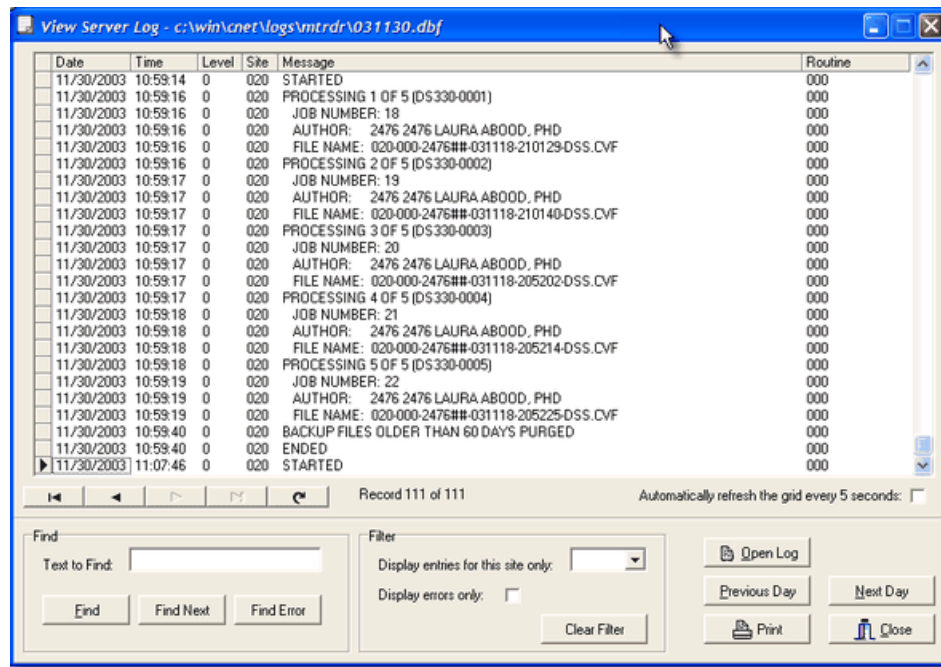 View Server Log - c:\win\cnet\logs\mtrdr\031130.dbf
Date Time Level Site Message Routine
11/30/2003 10:59:14 0 020 STARTED 000
11/30/2003 10:59:16 0 020 PROCESSING 1 OF 5 (DS330-0001) 000
11/30/2003 10:59:16 0 020 JOB NUMBER: 18 000
11/30/2003 10:59:16 0 020 AUTHOR: 2476 2476 LAURA ABOOD, PHD 000
11/30/2003 10:59:16 0 020 FILE NAME: 020-000-2476##-031118-210129-DSS.CVF 000
11/30/2003 10:59:16 0 020 PROCESSING 2 OF 5 (DS330-0002) 000
11/30/2003 10:59:17 0 020 JOB NUMBER: 19 000
11/30/2003 10:59:17 0 020 AUTHOR: 2476 2476 LAURA ABOOD, PHD 000
11/30/2003 10:59:17 0 020 FILE NAME: 020-000-2476##-031118-210140-DSS.CVF 000
11/30/2003 10:59:17 0 020 PROCESSING 3 OF 5 (DS330-0003) 000
11/30/2003 10:59:17 0 020 JOB NUMBER: 20 000
11/30/2003 10:59:17 0 020 AUTHOR: 2476 2476 LAURA ABOOD, PHD 000
11/30/2003 10:59:17 0 020 FILE NAME: 020-000-2476##-031118-205202-DSS.CVF 000
11/30/2003 10:59:17 0 020 PROCESSING 4 OF 5 (DS330-0004) 000
11/30/2003 10:59:18 0 020 JOB NUMBER: 21 000
11/30/2003 10:59:18 0 020 AUTHOR: 2476 2476 LAURA ABOOD, PHD 000
11/30/2003 10:59:18 0 020 FILE NAME: 020-000-2476##-031118-205214-DSS.CVF 000
11/30/2003 10:59:18 0 020 PROCESSING 5 OF 5 (DS330-0005) 000
11/30/2003 10:59:19 0 020 JOB NUMBER: 22 000
11/30/2003 10:59:19 0 020 AUTHOR: 2476 2476 LAURA ABOOD, PHD 000
11/30/2003 10:59:19 0 020 FILE NAME: 020-000-2476##-031118-205225-DSS.CVF 000
11/30/2003 10:59:40 0 020 BACKUP FILES OLDER THAN 60 DAYS PURGED 000
11/30/2003 10:59:40 0 020 ENDED 000
11/30/2003 11:07:46 0 020 STARTED 000
Record 111 of 111 Automatically refresh the grid every 5 seconds:
Find
Text to Find:
Find Find Next Find Error
Filter
Display entries for this site only:
Display errors only:
Clear Filter
Open Log
Previous Day Next Day
Print Close